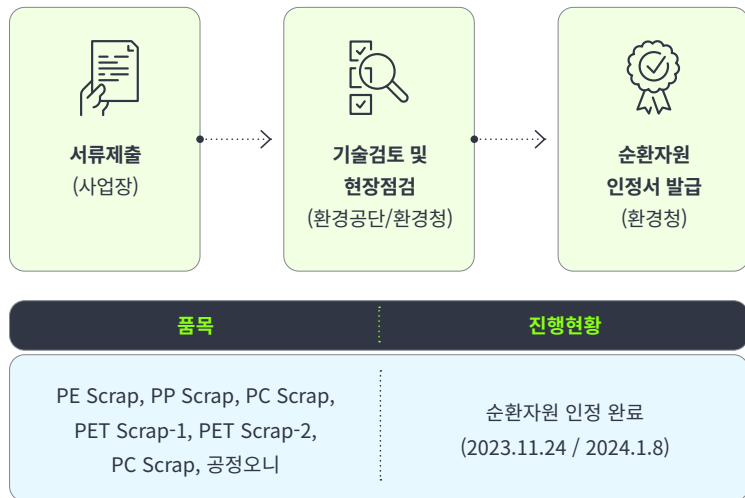 서류제출
(사업장)
기술검토 및
현장점검
(환경공단/환경청)
순환자원
인정서 발급
(환경청)
품목
진행현황
PE Scrap, PP Scrap, PC Scrap,
PET Scrap-1, PET Scrap-2,
PC Scrap, 공정오니
순환자원 인정 완료
(2023.11.24 / 2024.1.8)